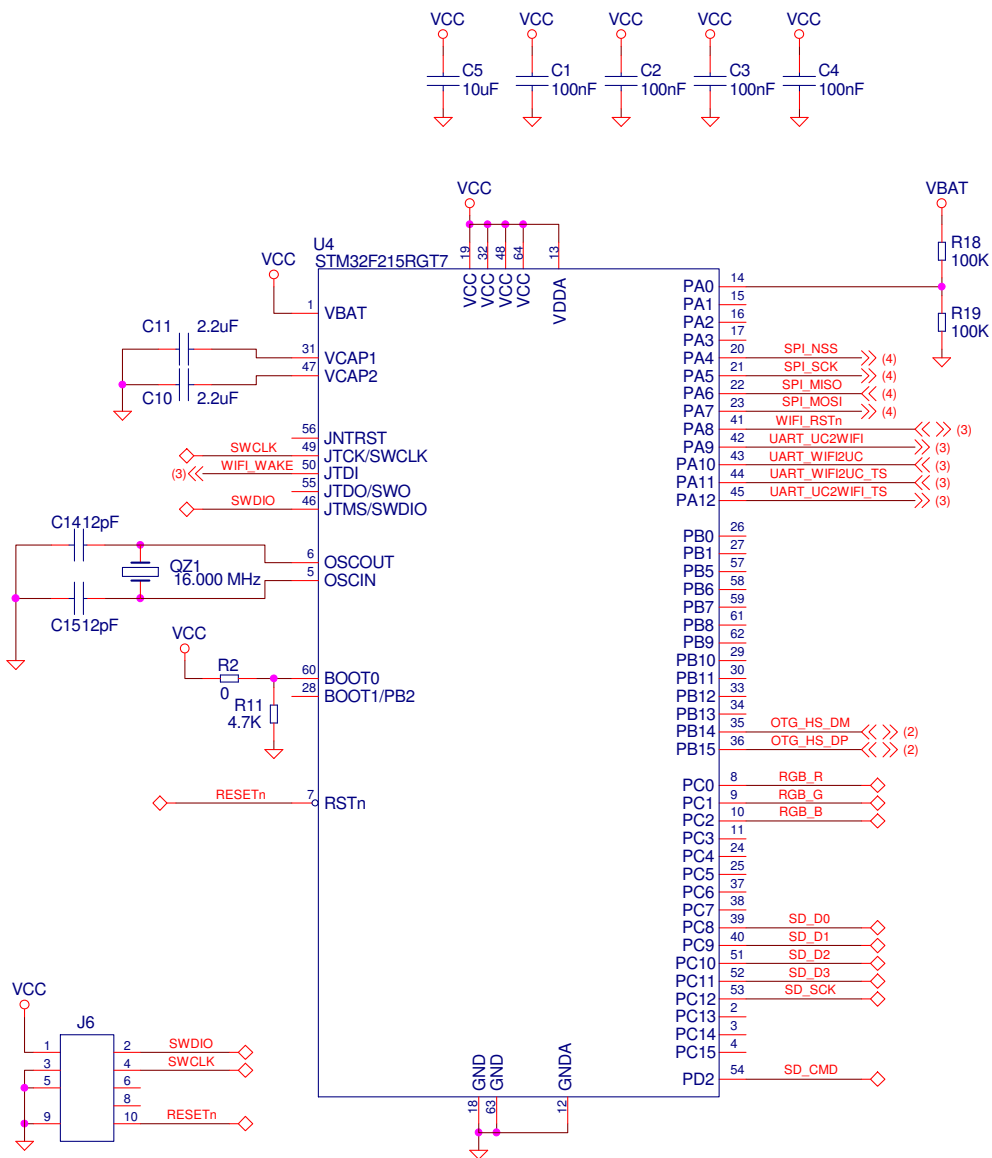 VCC VCC VCC VCC VCC
C5 C1 C2 C3 C4
10uF 100nF 100nF 100nF 100nF
VCC
VBAT
R18
100K
R19
100K
U4
STM32F215RGT7
19 32 48 64 13
VCC VCC VCC VCC VDDA
VCC
1 VBAT
C11 2.2uF
31 VCAP1
47 VCAP2
C10 2.2uF
56 JNTRST
SWCLK 49 JTCK/SWCLK
(3) WIFI_WAKE 50 JTDI
55 JTDO/SWO
SWDIO 46 JTMS/SWDIO
C14 12pF
6 OSCOUT
QZ1
16.000 MHz
5 OSCIN
C15 12pF
VCC
R2
0
60 BOOT0
28 BOOT1/PB2
R11
4.7K
RESETn 7 RSTn
PA0 14
PA1 15
PA2 16
PA3 17
PA4 20 SPI_NSS (4)
PA5 21 SPI_SCK (4)
PA6 22 SPI_MISO (4)
PA7 23 SPI_MOSI (4)
PA8 41 WIFI_RSTn (3)
PA9 42 UART_UC2WIFI (3)
PA10 43 UART_WIFI2UC (3)
PA11 44 UART_WIFI2UC_TS (3)
PA12 45 UART_UC2WIFI_TS (3)
PB0 26
PB1 27
PB5 57
PB6 58
PB7 59
PB8 61
PB9 62
PB10 29
PB11 30
PB12 33
PB13 34
PB14 35 OTG_HS_DM (2)
PB15 36 OTG_HS_DP (2)
PC0 8 RGB_R
PC1 9 RGB_G
PC2 10 RGB_B
PC3 11
PC4 24
PC5 25
PC6 37
PC7 38
PC8 39 SD_D0
PC9 40 SD_D1
PC10 51 SD_D2
PC11 52 SD_D3
PC12 53 SD_SCK
PC13 2
PC14 3
PC15 4
PD2 54 SD_CMD
GND GND GNDA
18 63 12
VCC
J6
1 2 SWDIO
3 4 SWCLK
5 6
8
9 10 RESETn